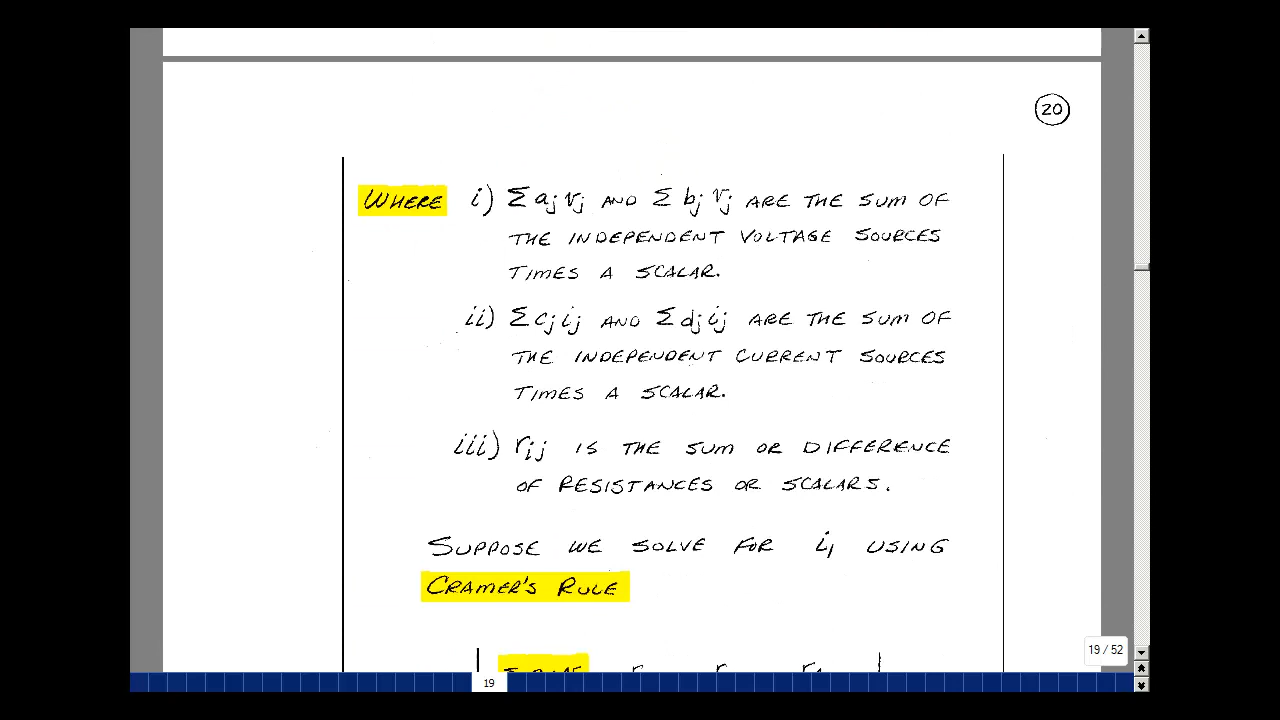 20
WHERE i) Σ aj vj AND Σ bj vj ARE THE SUM OF
THE INDEPENDENT VOLTAGE SOURCES
TIMES A SCALAR.
ii) Σ cj ij AND Σ dj ij ARE THE SUM OF
THE INDEPENDENT CURRENT SOURCES
TIMES A SCALAR.
iii) rij IS THE SUM OR DIFFERENCE
OF RESISTANCES OR SCALARS.
SUPPOSE WE SOLVE FOR i1 USING
CRAMER'S RULE
19 / 52
19